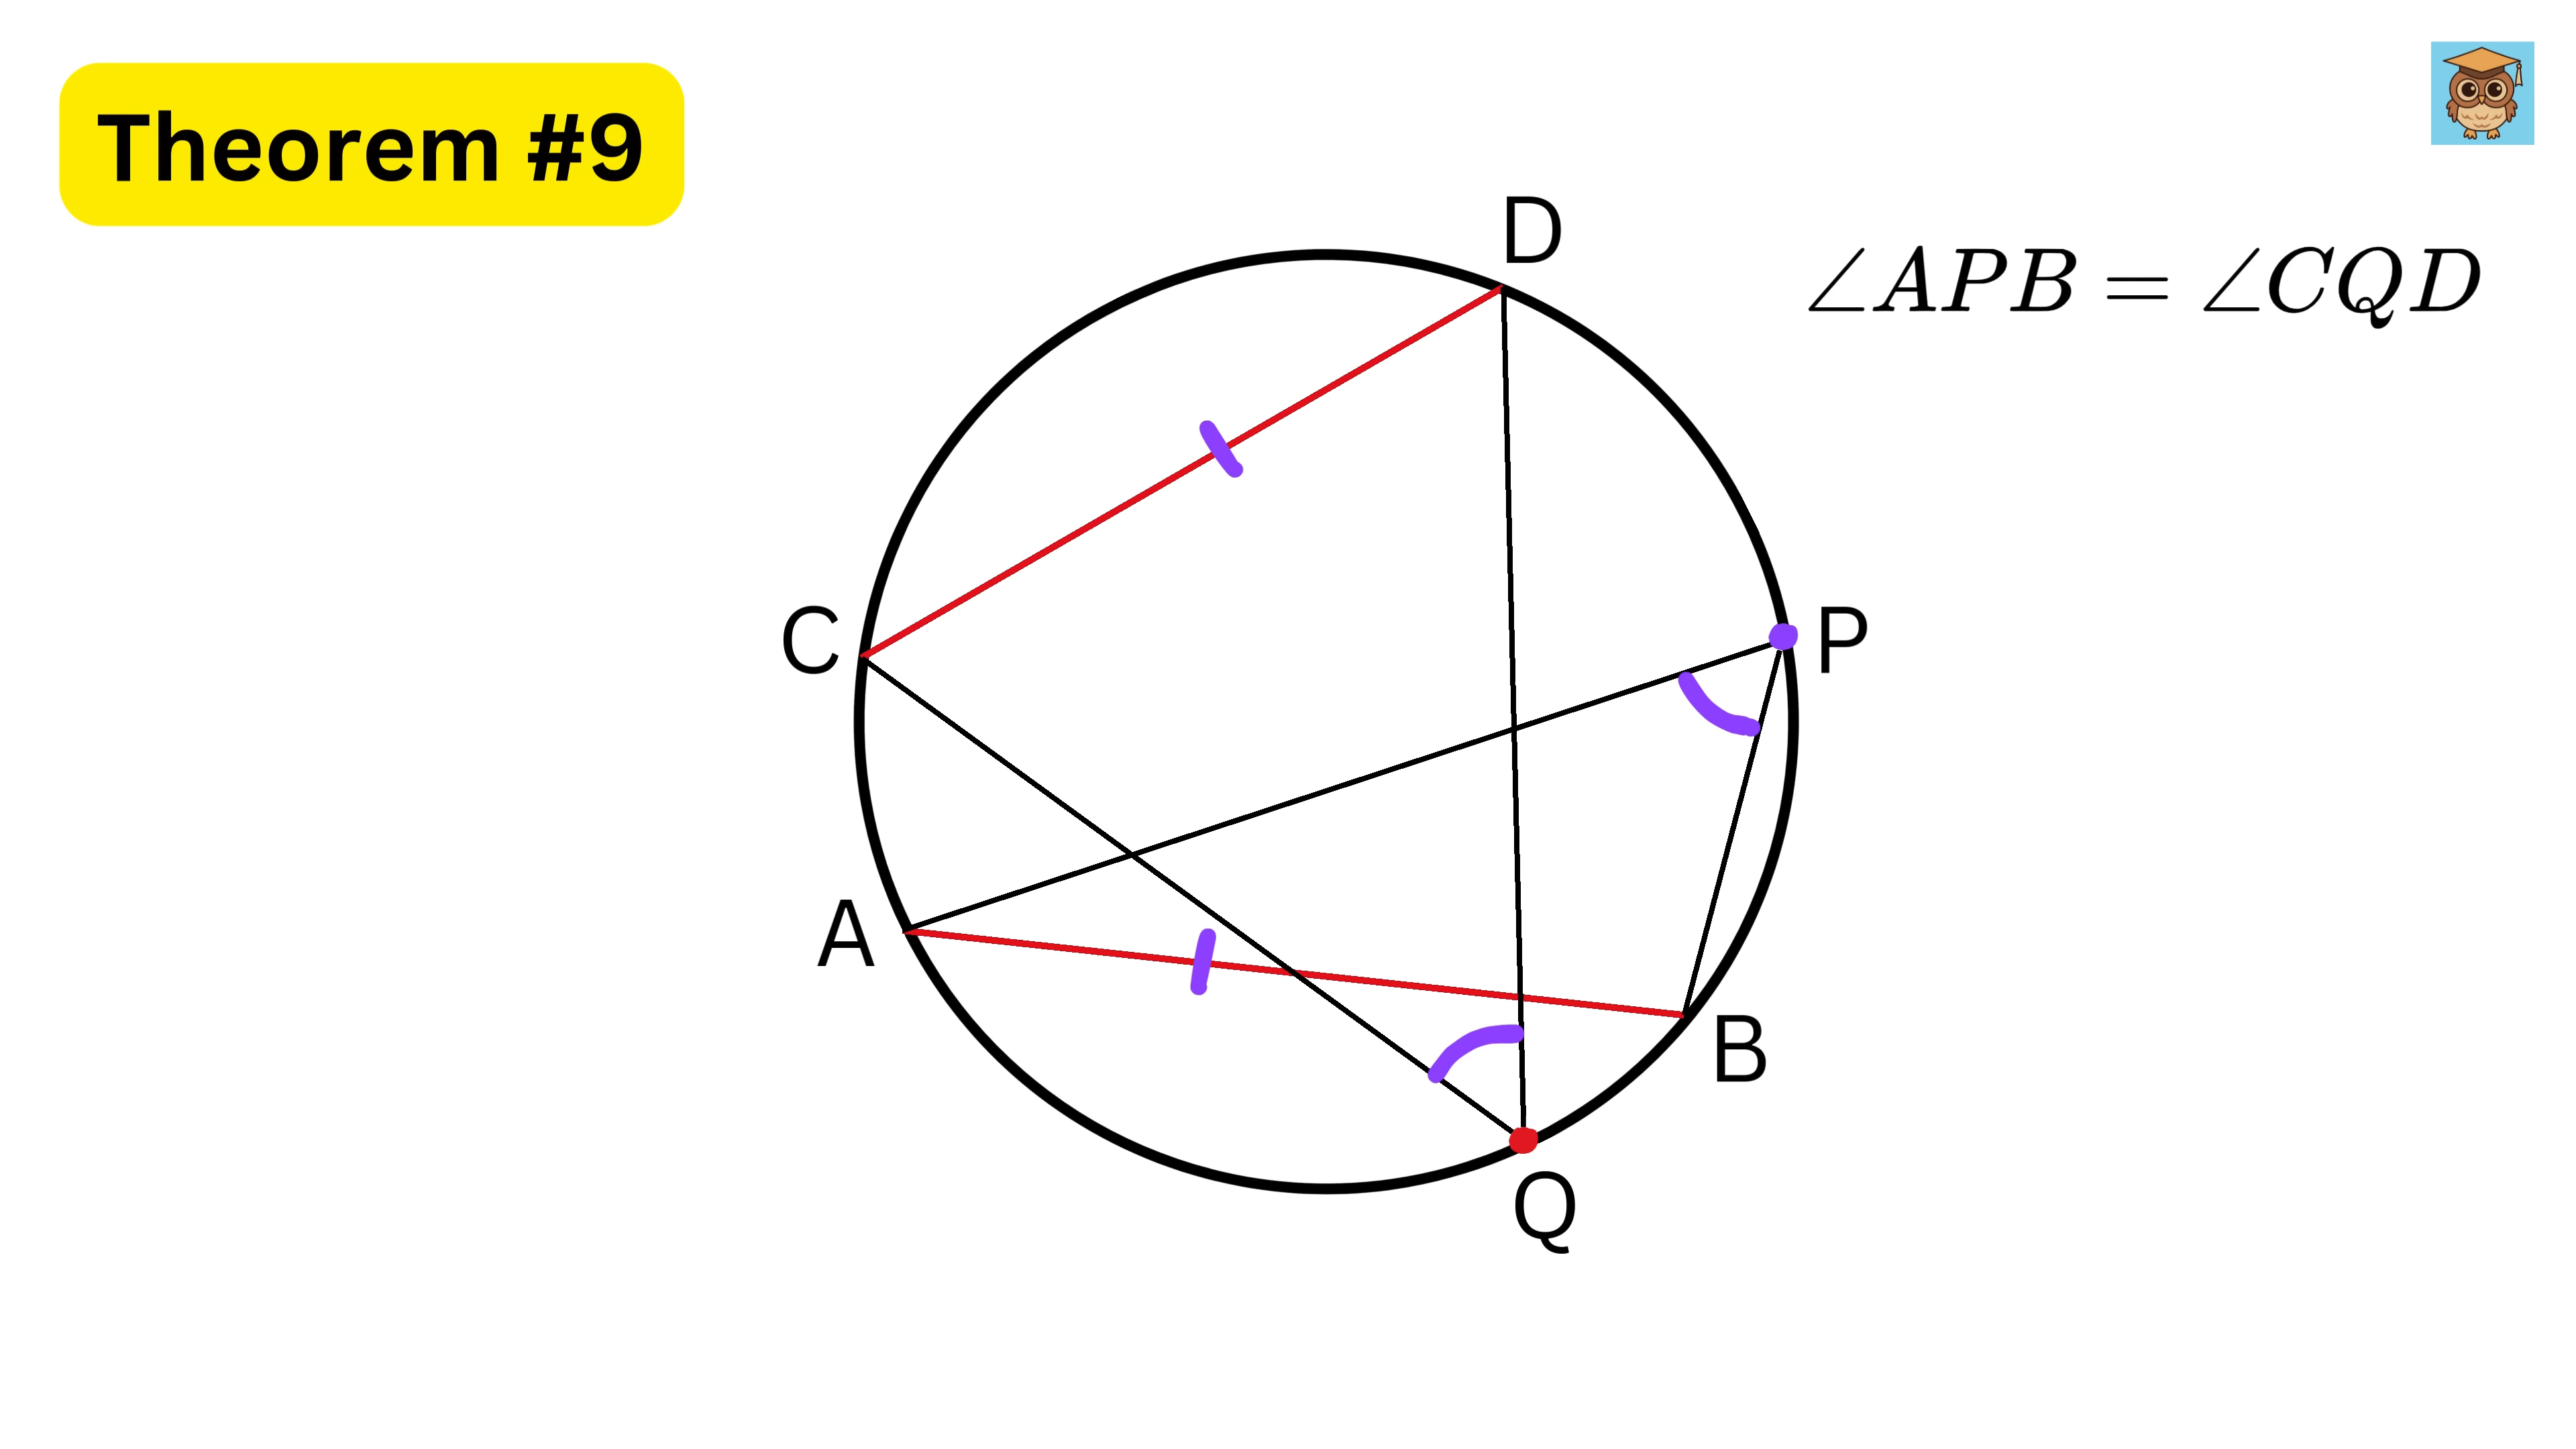 Theorem #9
D
∠APB = ∠CQD
C
P
A
B
Q